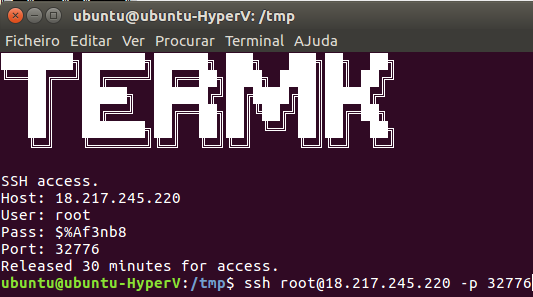 ubuntu@ubuntu-HyperV: /tmp
Ficheiro Editar Ver Procurar Terminal AJuda
TERMK
SSH access.
Host: 18.217.245.220
User: root
Pass: $%Af3nb8
Port: 32776
Released 30 minutes for access.
ubuntu@ubuntu-HyperV:/tmp$ ssh root@18.217.245.220 -p 32776